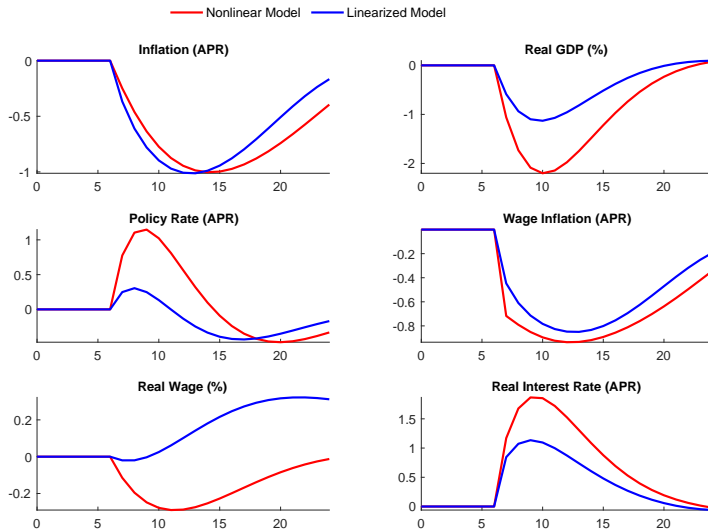 Nonlinear Model Linearized Model
Inflation (APR)
0
-0.5
-1
0 5 10 15 20
Real GDP (%)
0
-1
-2
0 5 10 15 20
Policy Rate (APR)
1
0.5
0
0 5 10 15 20
Wage Inflation (APR)
-0.2
-0.4
-0.6
-0.8
0 5 10 15 20
Real Wage (%)
0.2
0
-0.2
0 5 10 15 20
Real Interest Rate (APR)
1.5
1
0.5
0
0 5 10 15 20